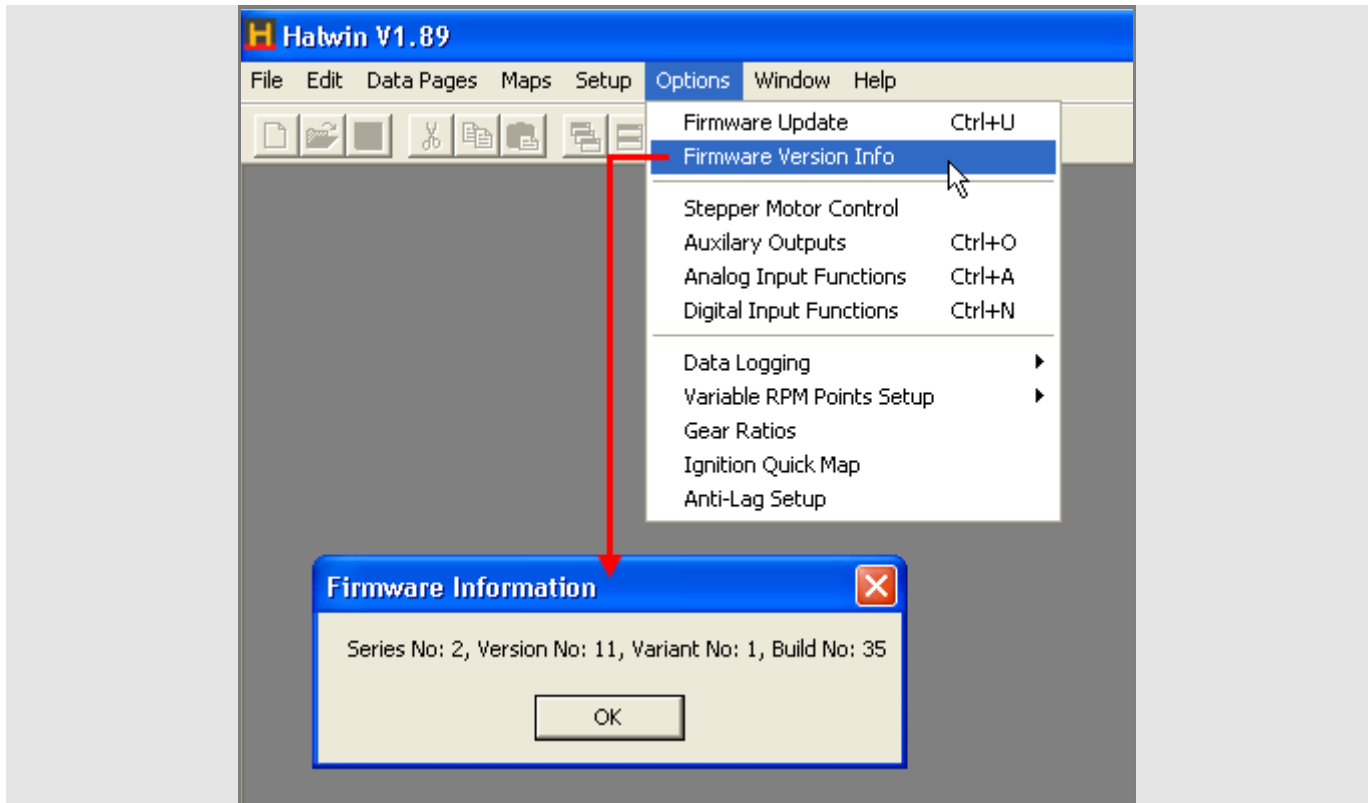 Halwin V1.89
File Edit Data Pages Maps Setup Options Window Help
Firmware Update Ctrl+U
Firmware Version Info
Stepper Motor Control
Auxilary Outputs Ctrl+O
Analog Input Functions Ctrl+A
Digital Input Functions Ctrl+N
Data Logging
Variable RPM Points Setup
Gear Ratios
Ignition Quick Map
Anti-Lag Setup
Firmware Information
Series No: 2, Version No: 11, Variant No: 1, Build No: 35
OK